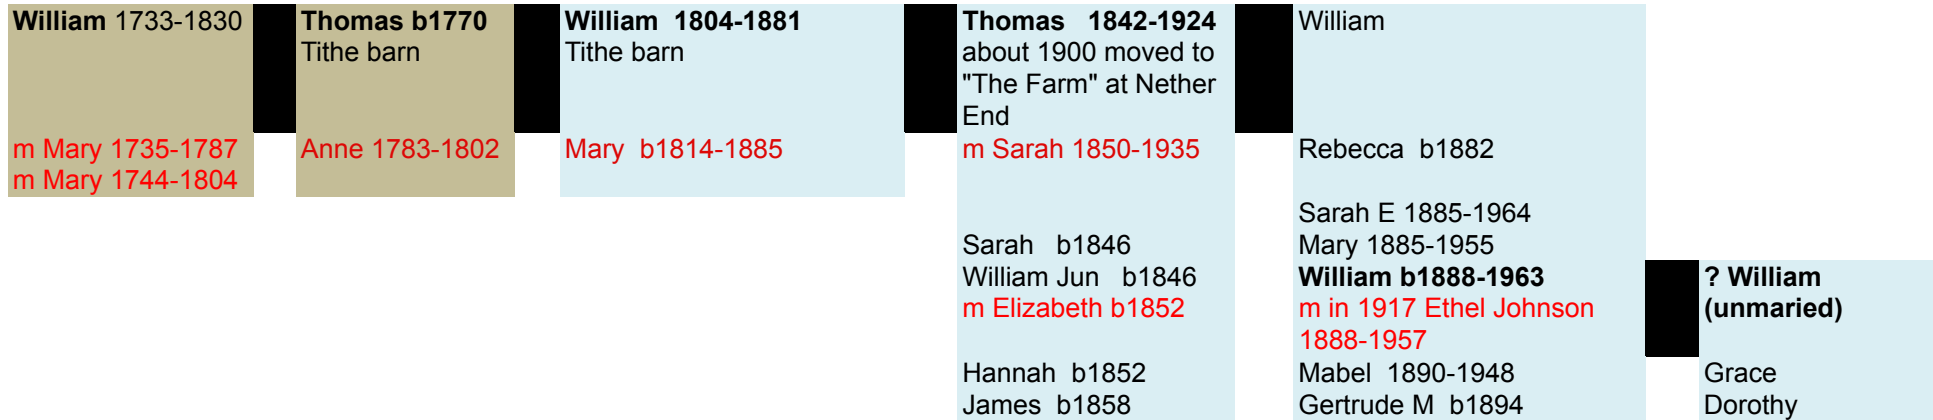 William 1733-1830
m Mary 1735-1787
m Mary 1744-1804
Thomas b1770
Tithe barn
Anne 1783-1802
William 1804-1881
Tithe barn
Mary b1814-1885
Thomas 1842-1924
about 1900 moved to
"The Farm" at Nether
End
m Sarah 1850-1935
Sarah b1846
William Jun b1846
m Elizabeth b1852
Hannah b1852
James b1858
William
Rebecca b1882
Sarah E 1885-1964
Mary 1885-1955
William b1888-1963
m in 1917 Ethel Johnson
1888-1957
Mabel 1890-1948
Gertrude M b1894
? William
(unmaried)
Grace
Dorothy